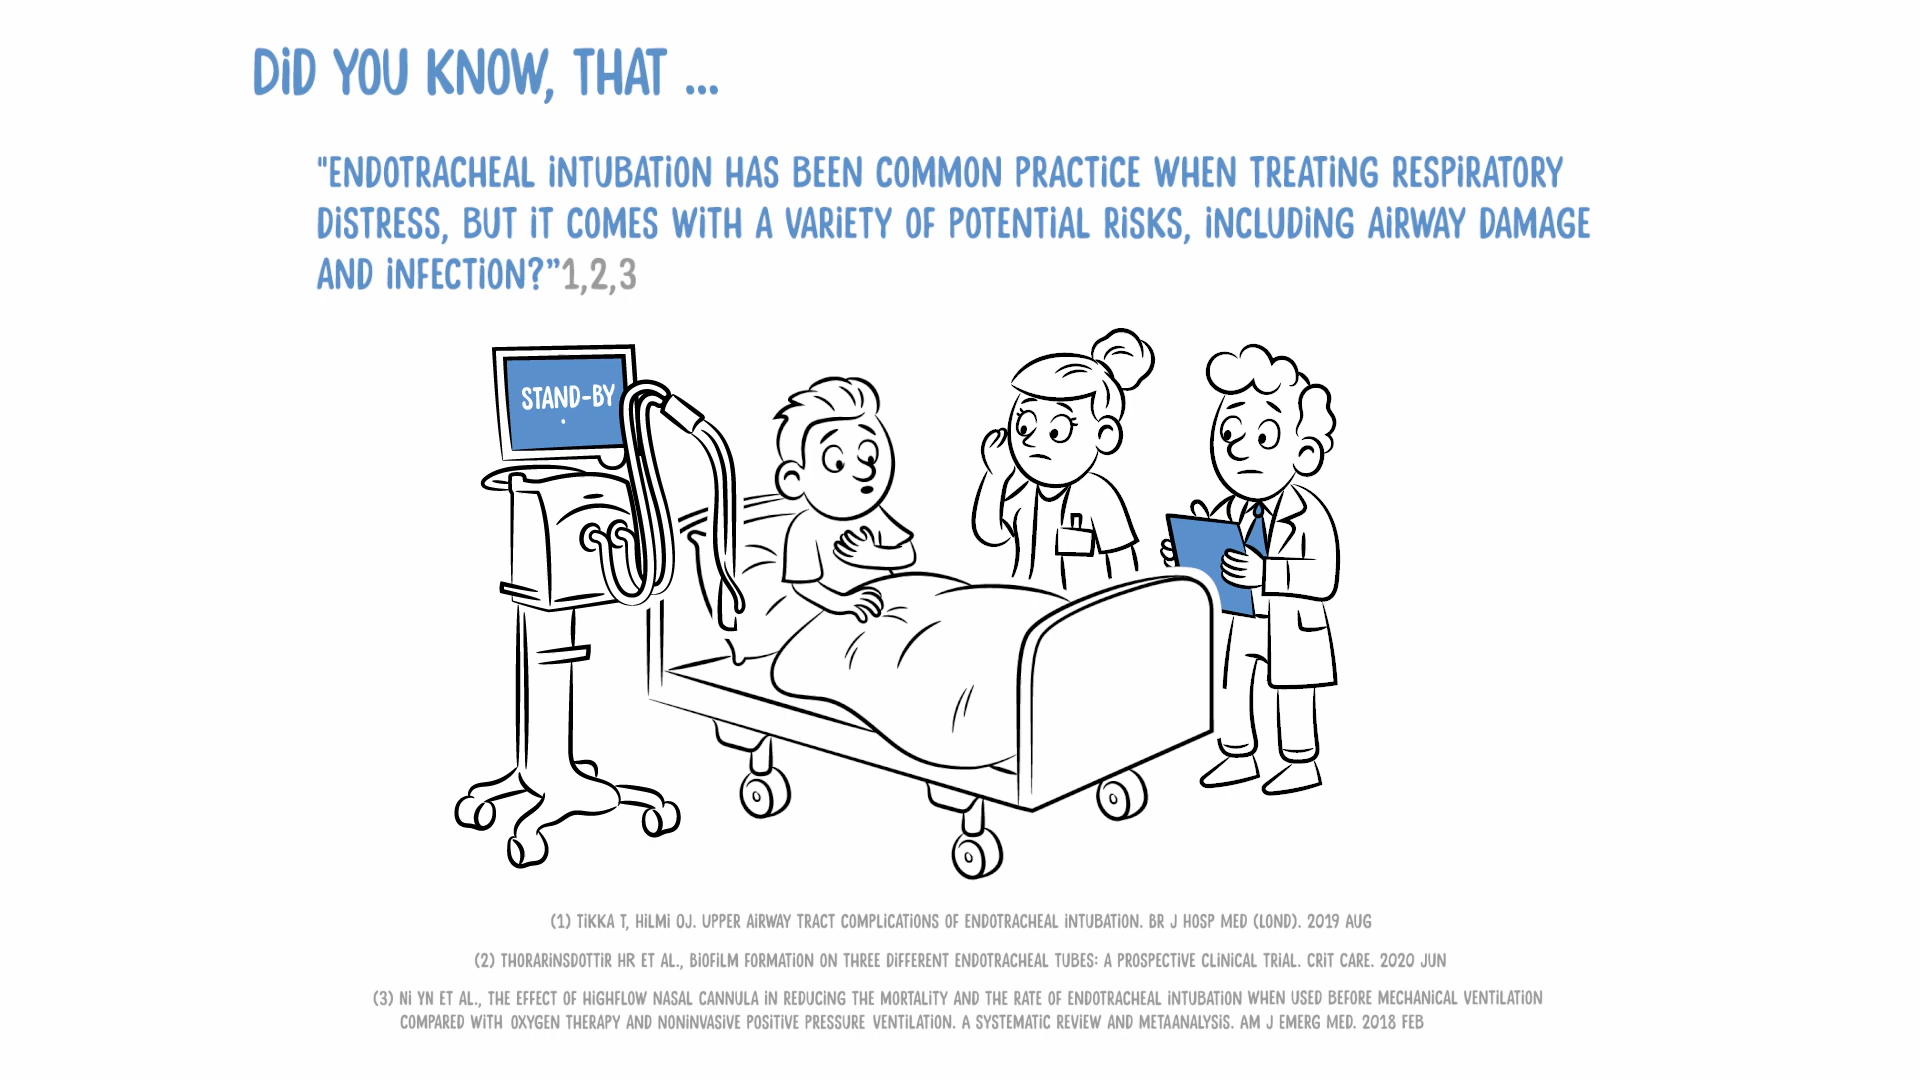 DiD YOU KNOW, THAT ...
"ENDOTRACHEAL iNTUBATiON HAS BEEN COMMON PRACTiCE WHEN TREATiNG RESPiRATORY
DiSTRESS, BUT iT COMES WiTH A VARiETY OF POTENTiAL RiSKS, iNCLUDiNG AiRWAY DAMAGE
AND iNFECTiON?”1,2,3
STAND-BY
(1) TiKKA T, HiLMi OJ. UPPER AiRWAY TRACT COMPLiCATiONS OF ENDOTRACHEAL iNTUBATiON. BR J HOSP MED (LOND). 2019 AUG
(2) THORARiNSDOTTiR HR ET AL., BiOFiLM FORMATiON ON THREE DiFFERENT ENDOTRACHEAL TUBES: A PROSPECTiVE CLiNiCAL TRiAL. CRiT CARE. 2020 JUN
(3) Ni YN ET AL., THE EFFECT OF HiGHFLOW NASAL CANNULA iN REDUCiNG THE MORTALiTY AND THE RATE OF ENDOTRACHEAL iNTUBATiON WHEN USED BEFORE MECHANiCAL VENTiLATiON
COMPARED WiTH OXYGEN THERAPY AND NONiNVASiVE POSiTiVE PRESSURE VENTiLATiON. A SYSTEMATiC REViEW AND METAANALYSiS. AM J EMERG MED. 2018 FEB